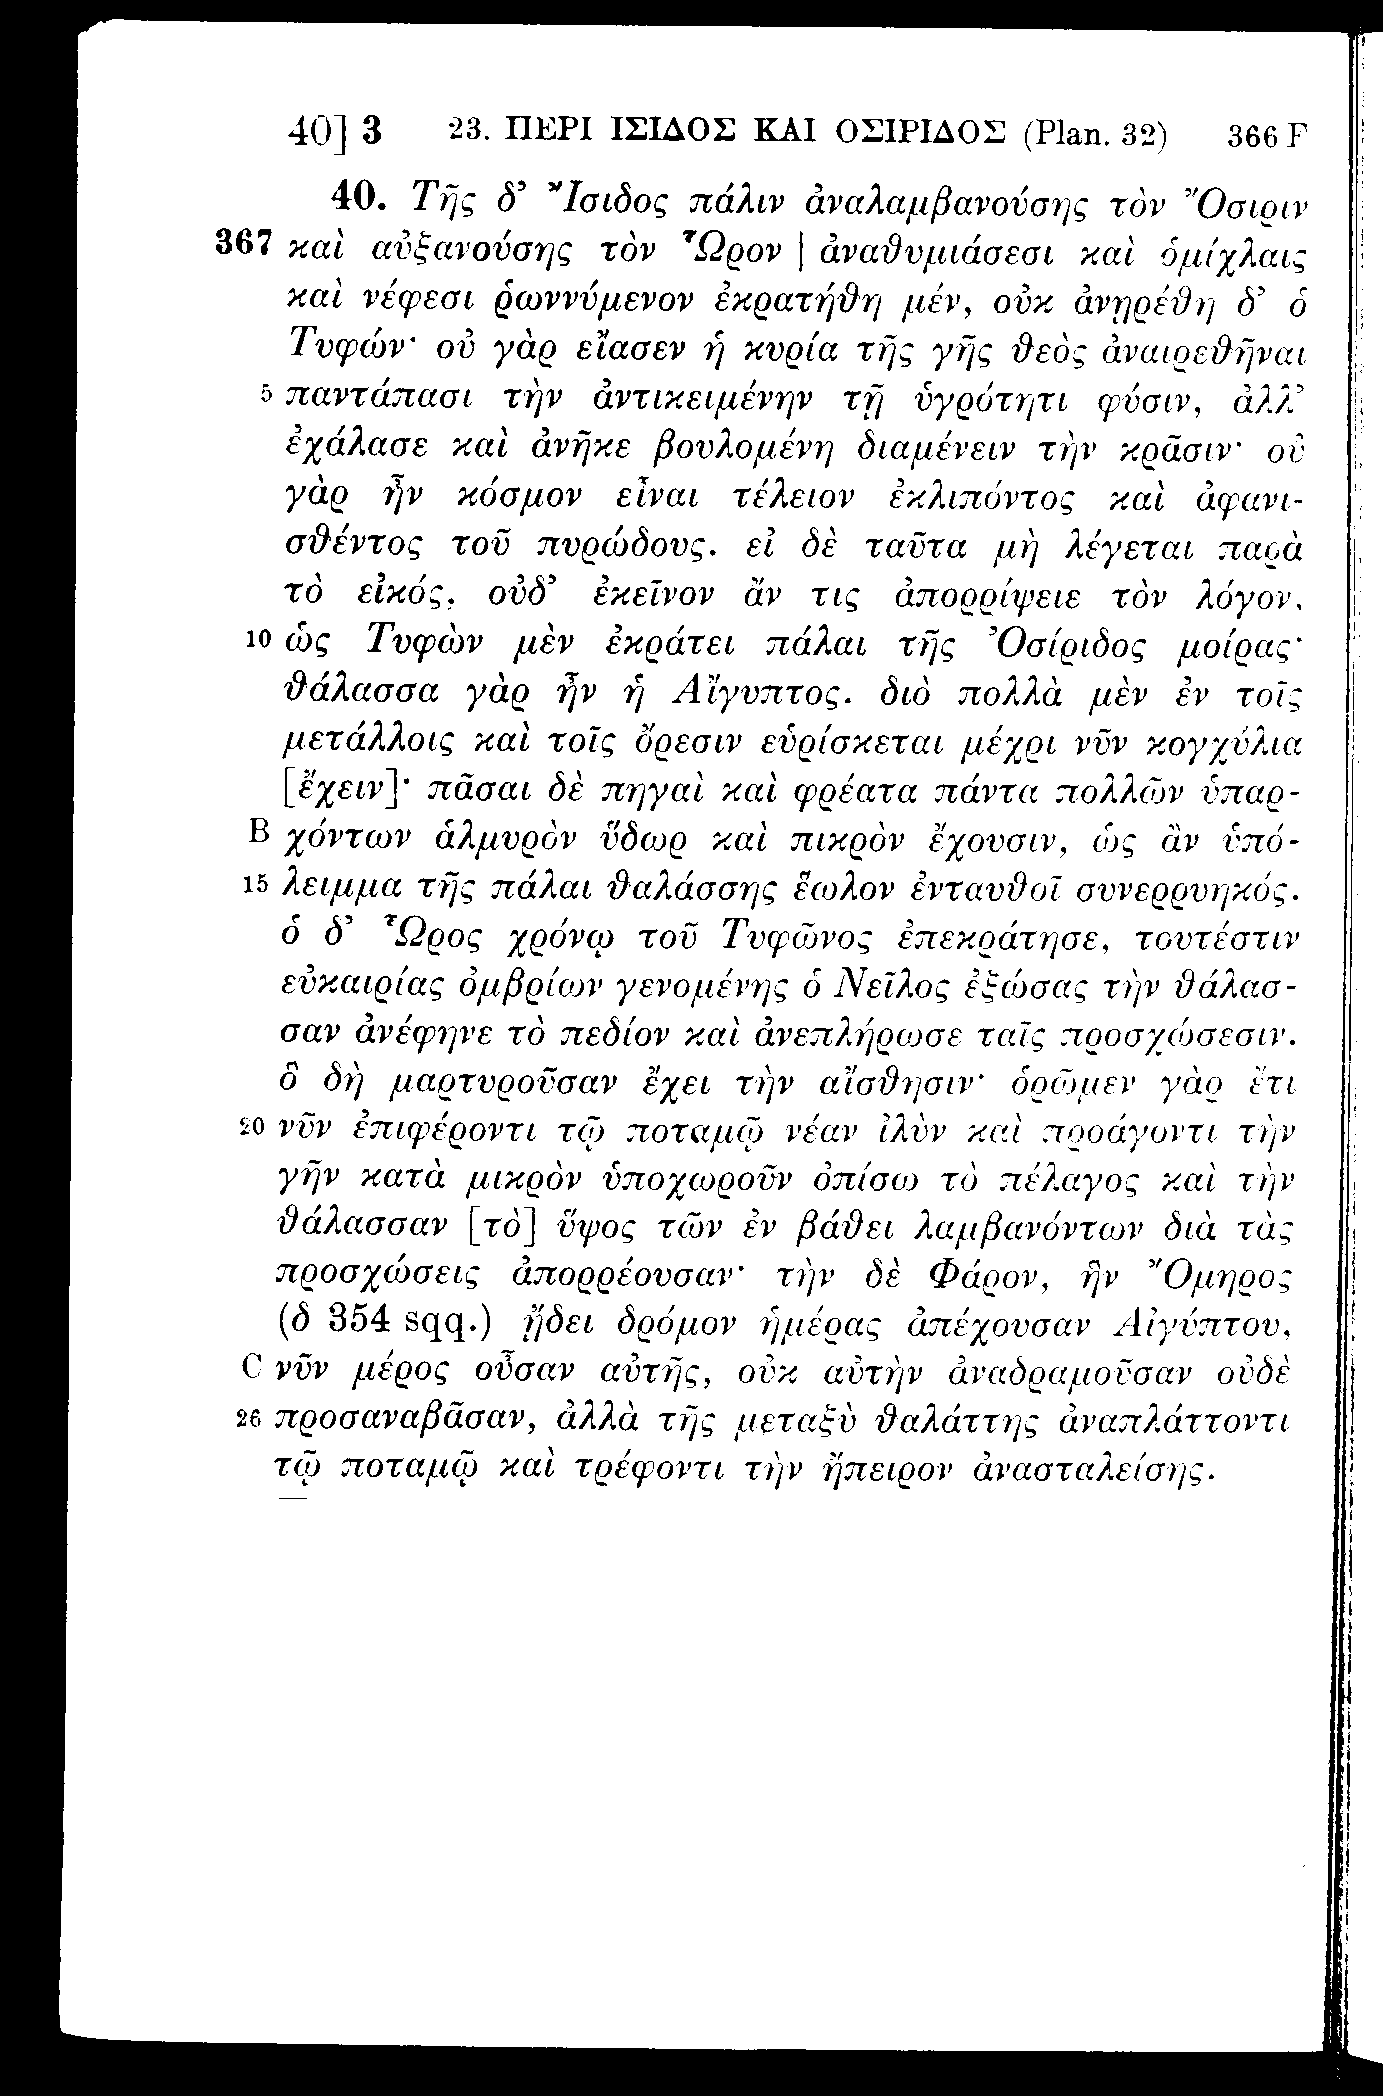 40] 3 23. ΠΕΡΙ ΙΣΙΔΟΣ ΚΑΙ ΟΣΙΡΙΔΟΣ (Plan. 32) 366 F
40. Τῆς δ’ Ἴσιδος πάλιν ἀναλαμβανούσης τὸν Ὄσιριν
367 καὶ αὐξανούσης τὸν Ὦρον | ἀναθυμιάσεσι καὶ ὁμίχλαις
καὶ νέφεσι ῥωννύμενον ἐκρατήθη μέν, οὐκ ἀνῃρέθη δ’ ὁ
Τυφών· οὐ γὰρ εἴασεν ἡ κυρία τῆς γῆς θεὸς ἀναιρεθῆναι
5 παντάπασι τὴν ἀντικειμένην τῇ ὑγρότητι φύσιν, ἀλλ’
ἐχάλασε καὶ ἀνῆκε βουλομένη διαμένειν τὴν κρᾶσιν· οὐ
γὰρ ἦν κόσμον εἶναι τέλειον ἐκλιπόντος καὶ ἀφανι-
σθέντος τοῦ πυρώδους. εἰ δὲ ταῦτα μὴ λέγεται παρὰ
τὸ εἰκός, οὐδ’ ἐκεῖνον ἄν τις ἀπορρίψειε τὸν λόγον,
10 ὡς Τυφὼν μὲν ἐκράτει πάλαι τῆς Ὀσίριδος μοίρας·
θάλασσα γὰρ ἦν ἡ Αἴγυπτος. διὸ πολλὰ μὲν ἐν τοῖς
μετάλλοις καὶ τοῖς ὄρεσιν εὑρίσκεται μέχρι νῦν κογχύλια
[ἔχειν]· πᾶσαι δὲ πηγαὶ καὶ φρέατα πάντα πολλῶν ὑπαρ-
B χόντων ἁλμυρὸν ὕδωρ καὶ πικρὸν ἔχουσιν, ὡς ἂν ὑπό-
15 λειμμα τῆς πάλαι θαλάσσης ἕωλον ἐνταυθοῖ συνερρυηκός.
ὁ δ’ Ὦρος χρόνῳ τοῦ Τυφῶνος ἐπεκράτησε, τουτέστιν
εὐκαιρίας ὀμβρίων γενομένης ὁ Νεῖλος ἐξώσας τὴν θάλασ-
σαν ἀνέφηνε τὸ πεδίον καὶ ἀνεπλήρωσε ταῖς προσχώσεσιν.
ὃ δὴ μαρτυροῦσαν ἔχει τὴν αἴσθησιν· ὁρῶμεν γὰρ ἔτι
20 νῦν ἐπιφέροντι τῷ ποταμῷ νέαν ἰλὺν καὶ προάγοντι τὴν
γῆν κατὰ μικρὸν ὑποχωροῦν ὀπίσω τὸ πέλαγος καὶ τὴν
θάλασσαν [τὸ] ὕψος τῶν ἐν βάθει λαμβανόντων διὰ τὰς
προσχώσεις ἀπορρέουσαν· τὴν δὲ Φάρον, ἣν Ὅμηρος
(δ 354 sqq.) ᾔδει δρόμον ἡμέρας ἀπέχουσαν Αἰγύπτου,
C νῦν μέρος οὖσαν αὐτῆς, οὐκ αὐτὴν ἀναδραμοῦσαν οὐδὲ
26 προσαναβᾶσαν, ἀλλὰ τῆς μεταξὺ θαλάττης ἀναπλάττοντι
τῷ ποταμῷ καὶ τρέφοντι τὴν ἤπειρον ἀνασταλείσης.